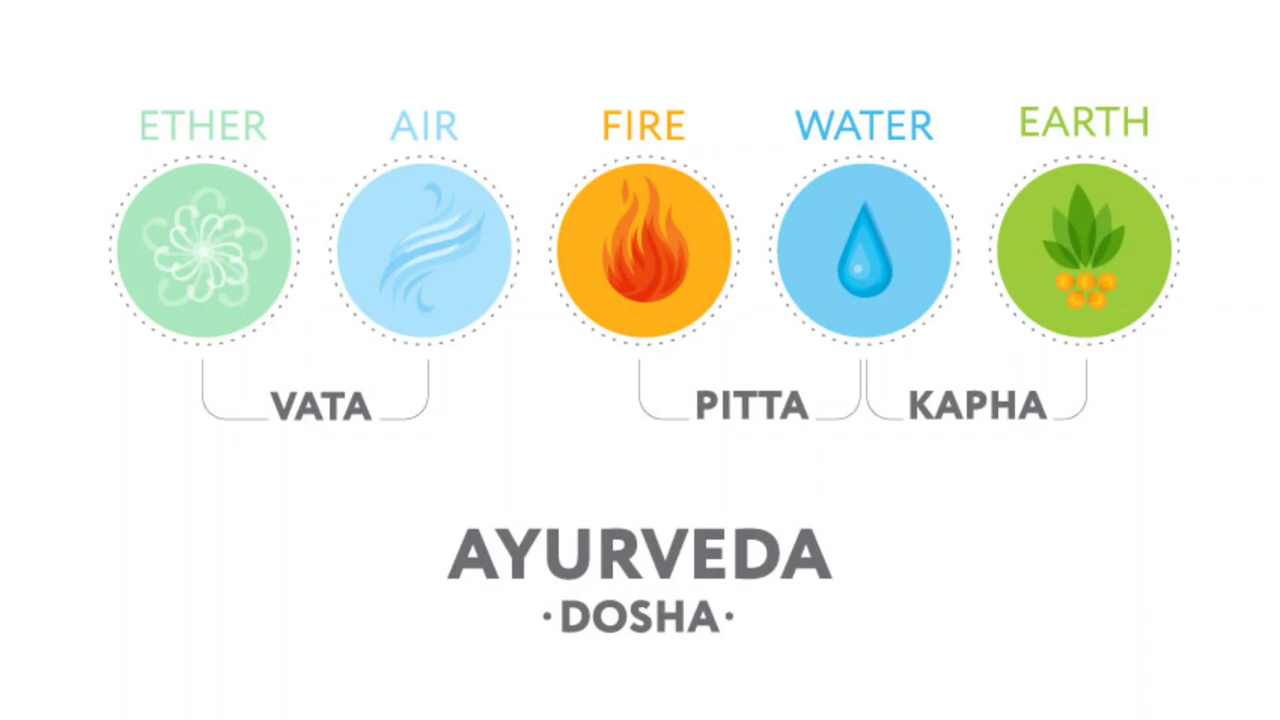 ETHER AIR FIRE WATER EARTH
VATA PITTA KAPHA
AYURVEDA
·DOSHA·